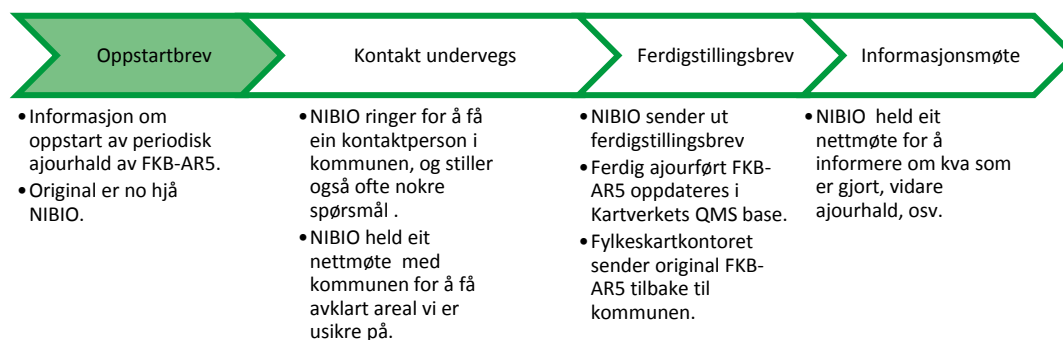 Oppstartbrev
Kontakt undervegs
Ferdigstillingsbrev
Informasjonsmøte
•Informasjon om
oppstart av periodisk
ajourhald av FKB-AR5.
•Original er no hjå
NIBIO.
•NIBIO ringer for å få
ein kontaktperson i
kommunen, og stiller
også ofte nokre
spørsmål .
•NIBIO held eit
nettmøte  med
kommunen for å få
avklart areal vi er
usikre på.
•NIBIO sender ut
ferdigstillingsbrev
•Ferdig ajourført FKB-
AR5 oppdateres i
Kartverkets QMS base.
•Fylkeskartkontoret
sender original FKB-
AR5 tilbake til
kommunen.
•NIBIO  held eit
nettmøte for å
informere om kva som
er gjort, vidare
ajourhald, osv.